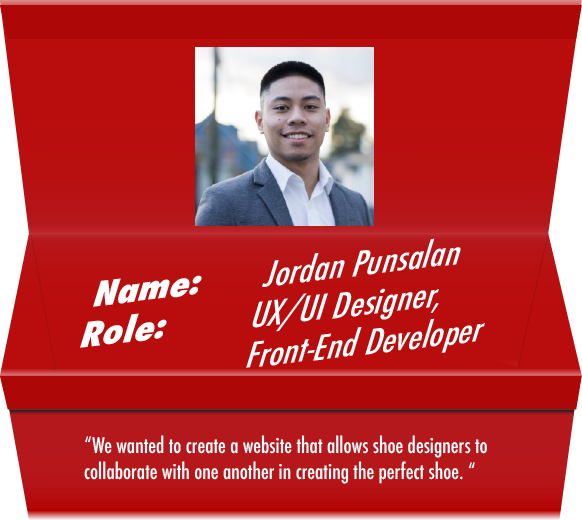 Name: Jordan Punsalan
Role: UX/UI Designer,
Front-End Developer
“We wanted to create a website that allows shoe designers to
collaborate with one another in creating the perfect shoe. “